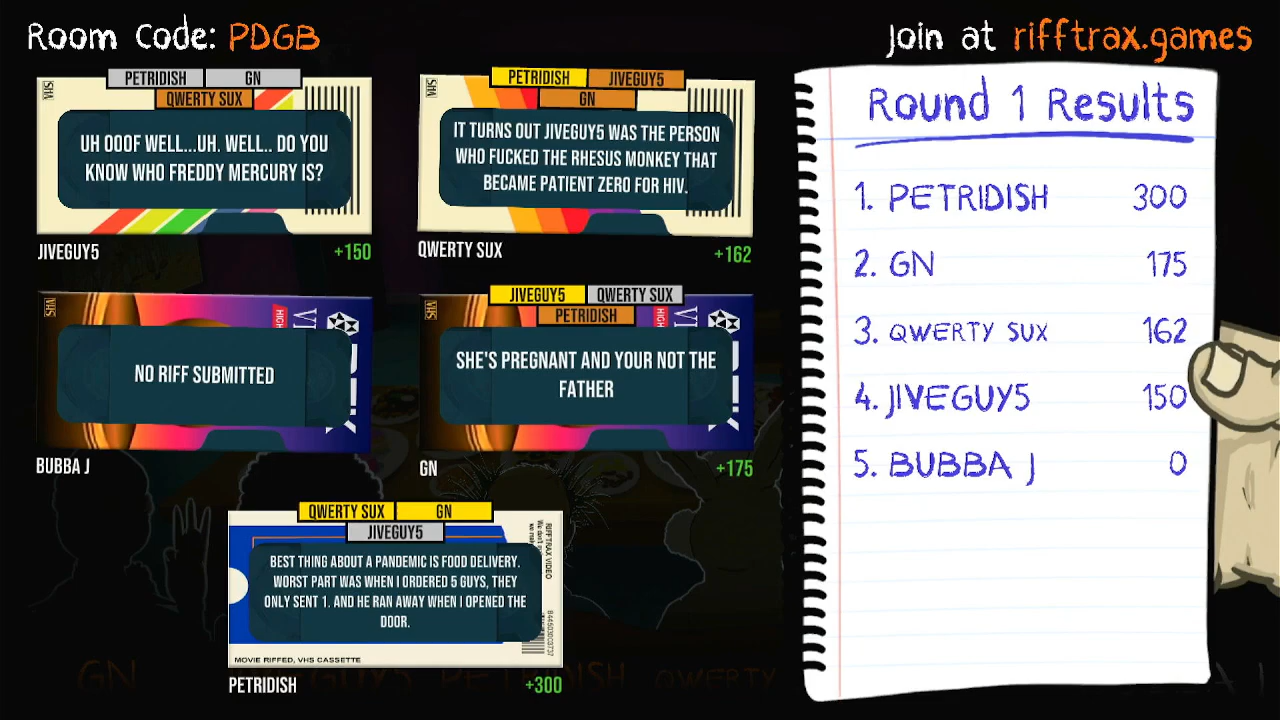 Room Code: PDGB
Join at rifftrax.games
PETRIDISH GN
QWERTY SUX
UH OOOF WELL...UH. WELL.. DO YOU
KNOW WHO FREDDY MERCURY IS?
JIVEGUY5 +150
PETRIDISH JIVEGUY5
GN
IT TURNS OUT JIVEGUY5 WAS THE PERSON
WHO FUCKED THE RHESUS MONKEY THAT
BECAME PATIENT ZERO FOR HIV.
QWERTY SUX +162
NO RIFF SUBMITTED
BUBBA J
JIVEGUY5 QWERTY SUX
PETRIDISH
SHE'S PREGNANT AND YOUR NOT THE
FATHER
GN +175
QWERTY SUX GN
JIVEGUY5
BEST THING ABOUT A PANDEMIC IS FOOD DELIVERY.
WORST PART WAS WHEN I ORDERED 5 GUYS, THEY
ONLY SENT 1. AND HE RAN AWAY WHEN I OPENED THE
DOOR.
RIFFTRAX VIDEO
MOVIE RIFFED, VHS CASSETTE
PETRIDISH +300
Round 1 Results
1. PETRIDISH 300
2. GN 175
3. QWERTY SUX 162
4. JIVEGUY5 150
5. BUBBA J 0
GN
PETRIDISH
QWERTY